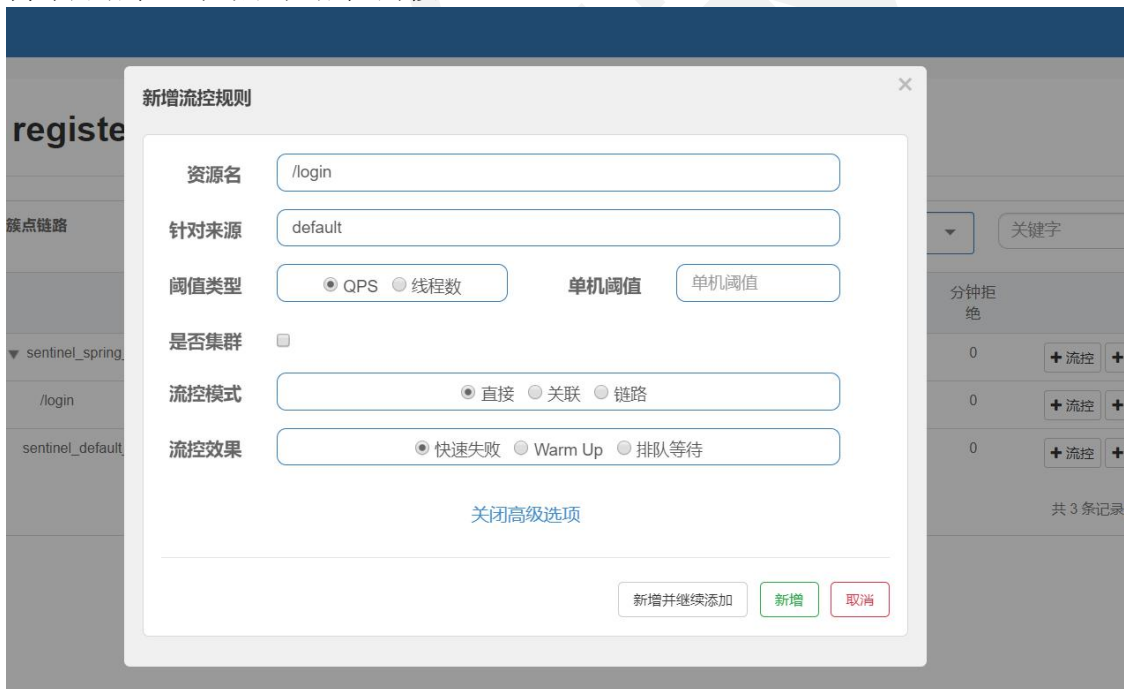 新增流控规则
×
registe
资源名
/login
簇点链路
针对来源
default
关键字
阈值类型
QPS 线程数
单机阈值
单机阈值
分钟拒
绝
是否集群
sentinel_spring_
0
+流控
+
流控模式
直接 关联 链路
/login
0
+流控
+
流控效果
快速失败 Warm Up 排队等待
sentinel_default_
0
+流控
+
关闭高级选项
共 3 条记录
新增并继续添加
新增
取消